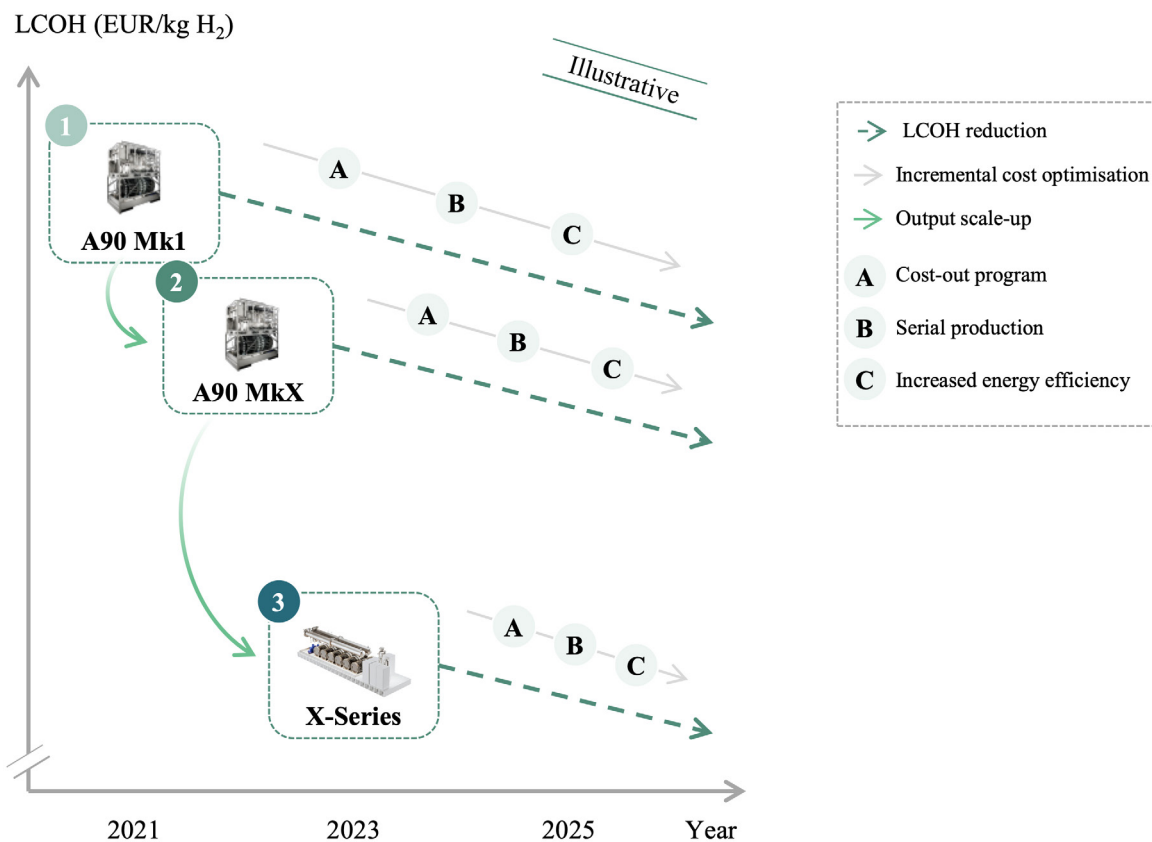 LCOH (EUR/kg H₂)
Illustrative
1
A90 Mk1
A
B
C
2
A90 MkX
A
B
C
3
X-Series
A
B
C
2021
2023
2025
Year
LCOH reduction
Incremental cost optimisation
Output scale-up
A Cost-out program
B Serial production
C Increased energy efficiency